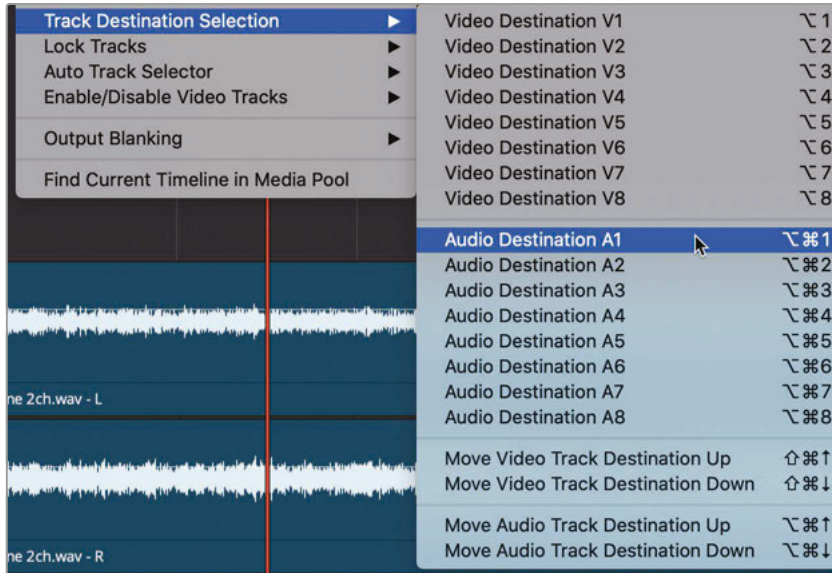 Track Destination Selection ▶
Lock Tracks ▶
Auto Track Selector ▶
Enable/Disable Video Tracks ▶
Output Blanking ▶
Find Current Timeline in Media Pool
Video Destination V1 ⌥1
Video Destination V2 ⌥2
Video Destination V3 ⌥3
Video Destination V4 ⌥4
Video Destination V5 ⌥5
Video Destination V6 ⌥6
Video Destination V7 ⌥7
Video Destination V8 ⌥8
Audio Destination A1 ⌥⌘1
Audio Destination A2 ⌥⌘2
Audio Destination A3 ⌥⌘3
Audio Destination A4 ⌥⌘4
Audio Destination A5 ⌥⌘5
Audio Destination A6 ⌥⌘6
Audio Destination A7 ⌥⌘7
Audio Destination A8 ⌥⌘8
Move Video Track Destination Up ⇧⌘↑
Move Video Track Destination Down ⇧⌘↓
Move Audio Track Destination Up ⌥⌘↑
Move Audio Track Destination Down ⌥⌘↓
ne 2ch.wav - L
ne 2ch.wav - R